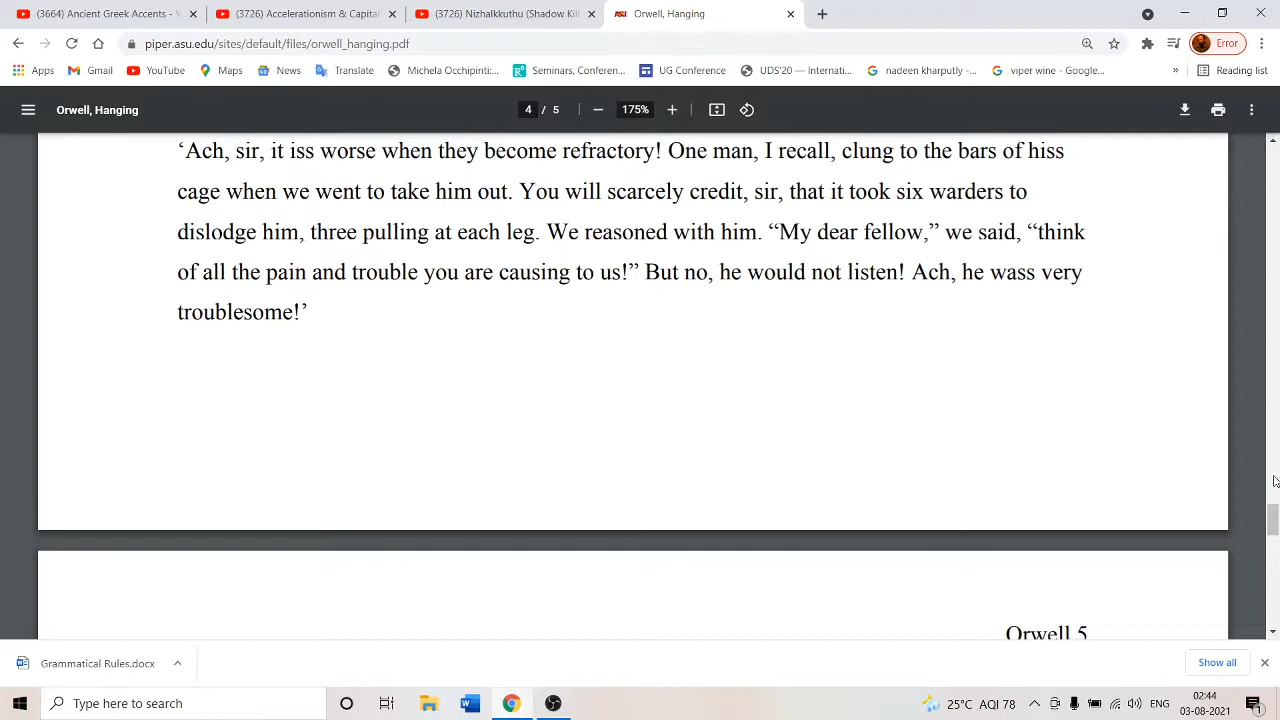 (3664) Ancient Greek Accents - Y
(3726) Accelerationism & Capital
(3730) Nizhalkkuthu (Shadow Kill
ASU Orwell, Hanging
piper.asu.edu/sites/default/files/orwell_hanging.pdf
Error
Apps
Gmail
YouTube
Maps
News
Translate
Michela Occhipinti:...
Seminars, Conferen...
UG Conference
UDS'20 — Internati...
nadeen kharputly -...
viper wine - Google...
»
Reading list
Orwell, Hanging
4 / 5
175%
‘Ach, sir, it iss worse when they become refractory! One man, I recall, clung to the bars of hiss
cage when we went to take him out. You will scarcely credit, sir, that it took six warders to
dislodge him, three pulling at each leg. We reasoned with him. “My dear fellow,” we said, “think
of all the pain and trouble you are causing to us!” But no, he would not listen! Ach, he wass very
troublesome!’
Orwell 5
Grammatical Rules.docx
Show all
Type here to search
25°C AQI 78
ENG
02:44
03-08-2021
1